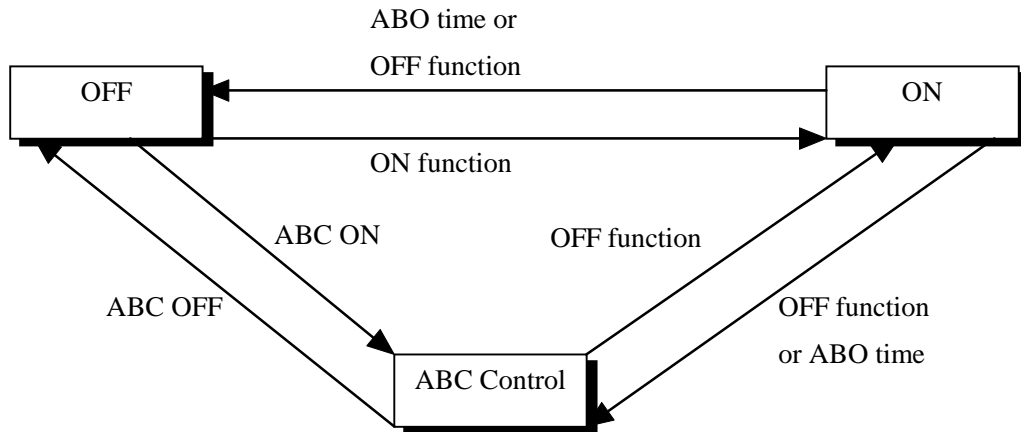 ABO time or
OFF function
OFF
ON
ON function
ABC ON
OFF function
ABC OFF
OFF function
or ABO time
ABC Control